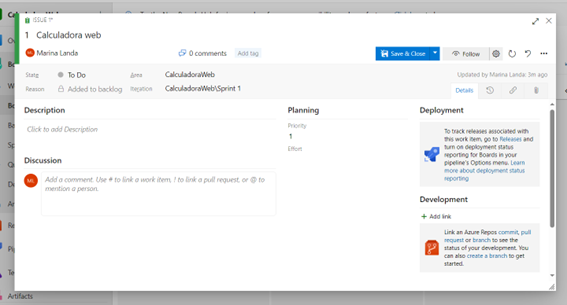 ISSUE 1*
1 Calculadora web
ML Marina Landa
0 comments
Add tag
Save & Close
Follow
State
To Do
Area
CalculadoraWeb
Updated by Marina Landa: 3m ago
Reason
Added to backlog
Iteration
CalculadoraWeb\Sprint 1
Details
Description
Click to add Description
Discussion
ML
Add a comment. Use # to link a work item, ! to link a pull request, or @ to
mention a person.
Planning
Priority
1
Effort
Deployment
To track releases associated with
this work item, go to Releases and
turn on deployment status
reporting for Boards in your
pipeline's Options menu. Learn
more about deployment status
reporting
Development
+ Add link
Link an Azure Repos commit, pull
request or branch to see the
status of your development. You
can also create a branch to get
started.
Artifacts